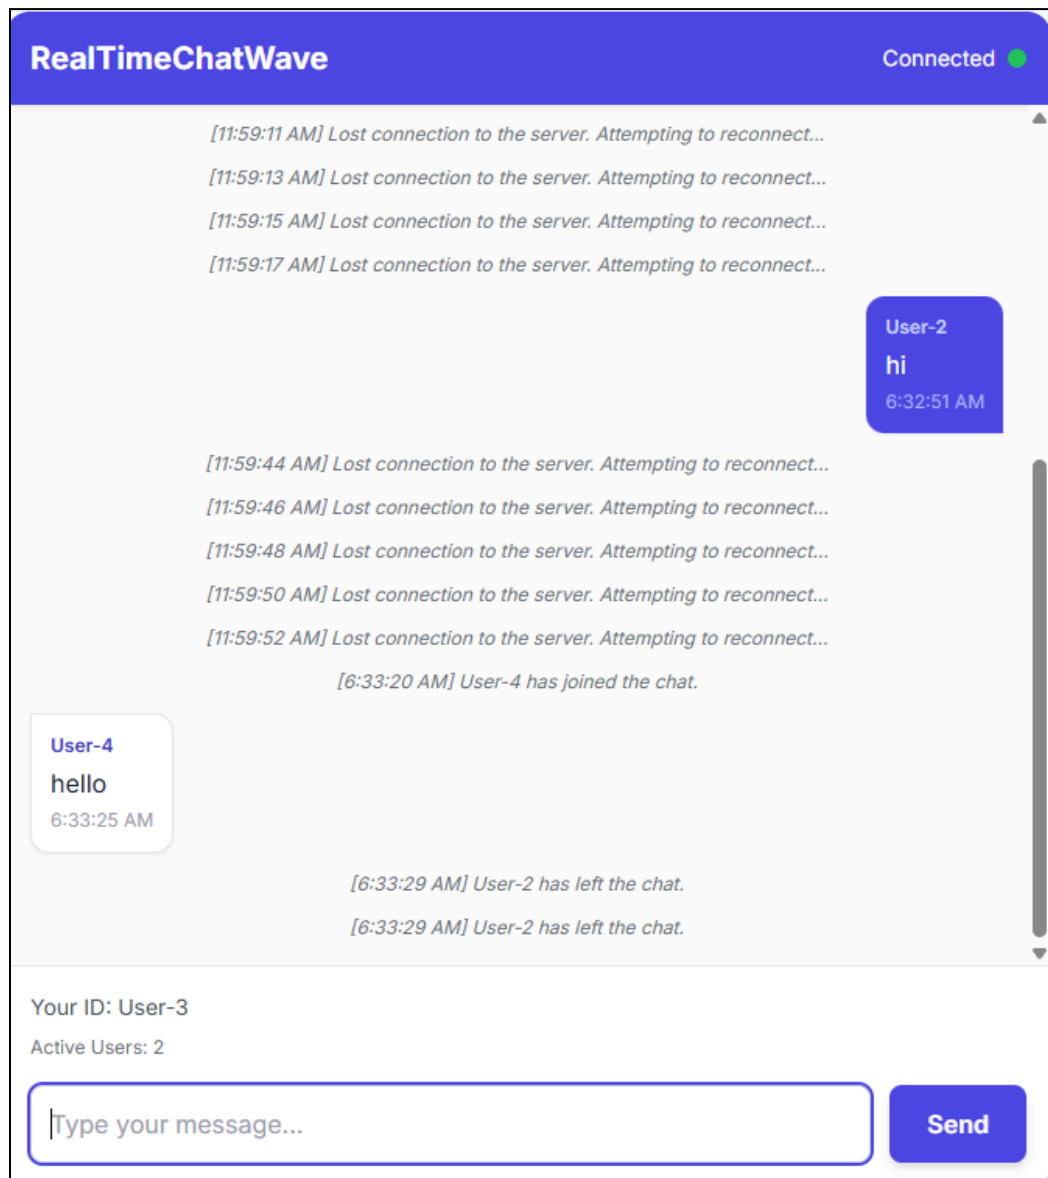 RealTimeChatWave
Connected
[11:59:11 AM] Lost connection to the server. Attempting to reconnect...
[11:59:13 AM] Lost connection to the server. Attempting to reconnect...
[11:59:15 AM] Lost connection to the server. Attempting to reconnect...
[11:59:17 AM] Lost connection to the server. Attempting to reconnect...
User-2
hi
6:32:51 AM
[11:59:44 AM] Lost connection to the server. Attempting to reconnect...
[11:59:46 AM] Lost connection to the server. Attempting to reconnect...
[11:59:48 AM] Lost connection to the server. Attempting to reconnect...
[11:59:50 AM] Lost connection to the server. Attempting to reconnect...
[11:59:52 AM] Lost connection to the server. Attempting to reconnect...
[6:33:20 AM] User-4 has joined the chat.
User-4
hello
6:33:25 AM
[6:33:29 AM] User-2 has left the chat.
[6:33:29 AM] User-2 has left the chat.
Your ID: User-3
Active Users: 2
Type your message...
Send